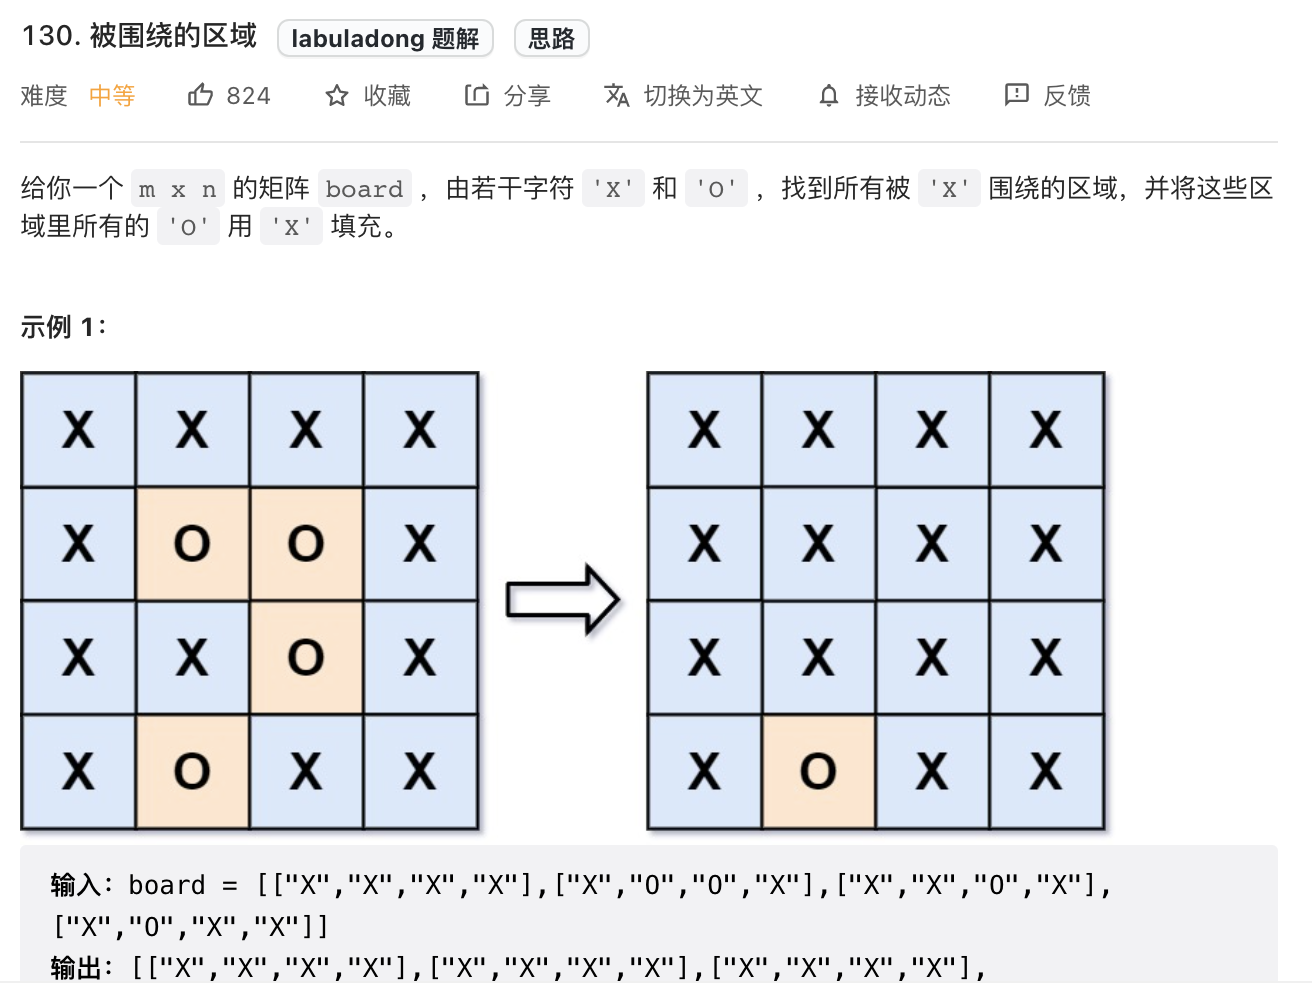 130. 被围绕的区域 labuladong 题解 思路
难度 中等 824 收藏 分享 切换为英文 接收动态 反馈
给你一个 m x n 的矩阵 board ，由若干字符 'X' 和 'O' ，找到所有被 'X' 围绕的区域，并将这些区
域里所有的 'O' 用 'X' 填充。
示例 1：
X X X X X X X X
X O O X X X X X
X X O X X X X X
X O X X X O X X
输入：board = [["X","X","X","X"],["X","O","O","X"],["X","X","O","X"],
["X","O","X","X"]]
输出：[["X","X","X","X"],["X","X","X","X"],["X","X","X","X"],